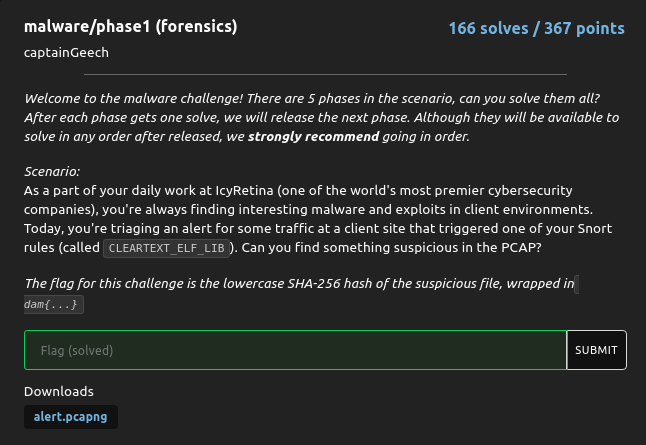 malware/phase1 (forensics)
166 solves / 367 points
captainGeech
Welcome to the malware challenge! There are 5 phases in the scenario, can you solve them all?
After each phase gets one solve, we will release the next phase. Although they will be available to
solve in any order after released, we strongly recommend going in order.
Scenario:
As a part of your daily work at IcyRetina (one of the world's most premier cybersecurity
companies), you're always finding interesting malware and exploits in client environments.
Today, you're triaging an alert for some traffic at a client site that triggered one of your Snort
rules (called CLEARTEXT_ELF_LIB). Can you find something suspicious in the PCAP?
The flag for this challenge is the lowercase SHA-256 hash of the suspicious file, wrapped in
dam{...}
Flag (solved)
SUBMIT
Downloads
alert.pcapng